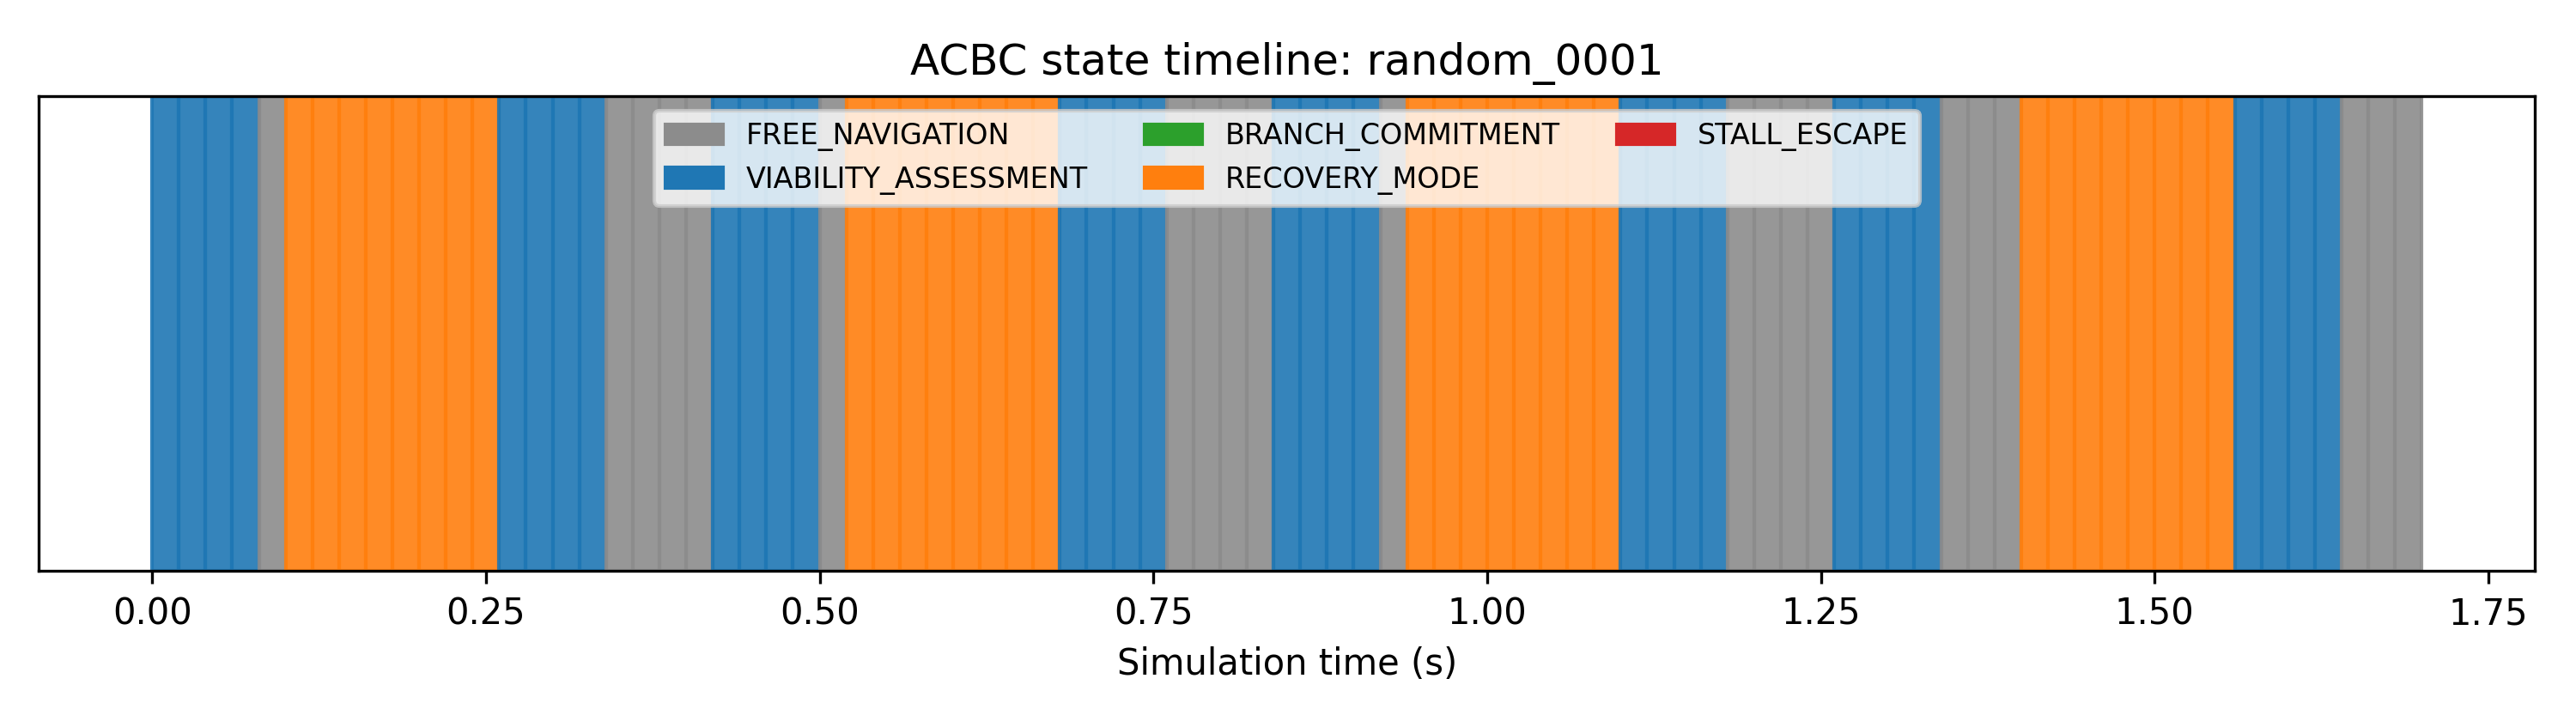 ACBC state timeline: random_0001
FREE_NAVIGATION
VIABILITY_ASSESSMENT
BRANCH_COMMITMENT
RECOVERY_MODE
STALL_ESCAPE
0.00 0.25 0.50 0.75 1.00 1.25 1.50 1.75
Simulation time (s)